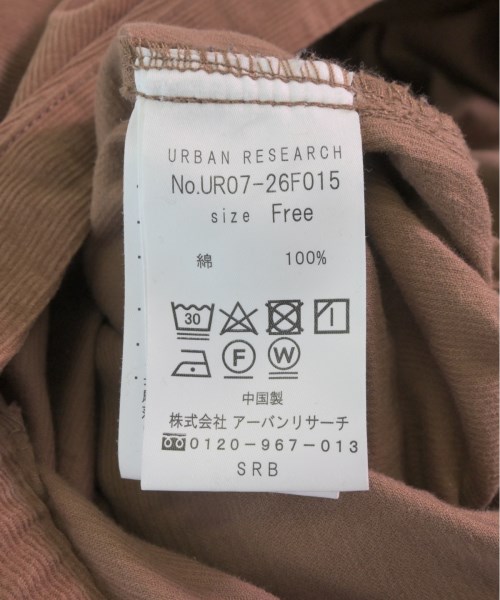 URBAN RESEARCH
No.UR07-26F015
size Free
綿 100%
30
F W
中国製
株式会社 アーバンリサーチ
0120-967-013
SRB